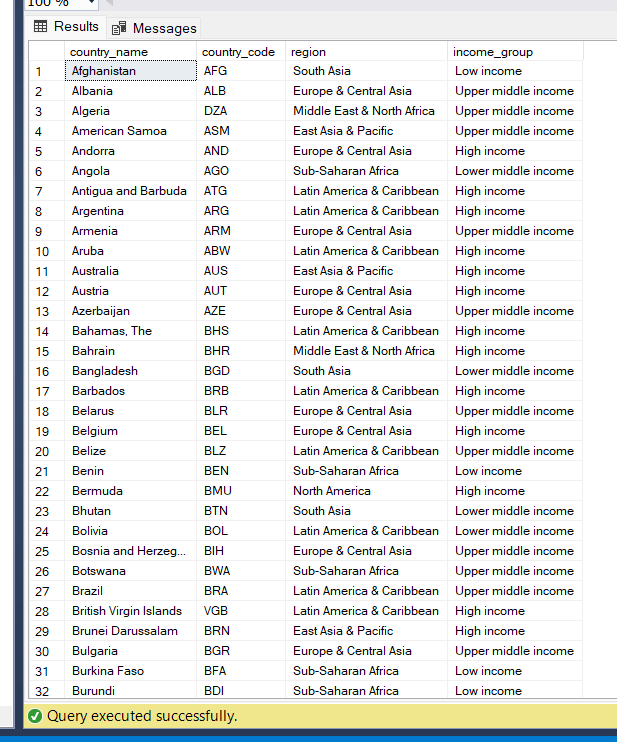 100 %
Results Messages
country_name country_code region income_group
1 Afghanistan AFG South Asia Low income
2 Albania ALB Europe & Central Asia Upper middle income
3 Algeria DZA Middle East & North Africa Upper middle income
4 American Samoa ASM East Asia & Pacific Upper middle income
5 Andorra AND Europe & Central Asia High income
6 Angola AGO Sub-Saharan Africa Lower middle income
7 Antigua and Barbuda ATG Latin America & Caribbean High income
8 Argentina ARG Latin America & Caribbean High income
9 Armenia ARM Europe & Central Asia Upper middle income
10 Aruba ABW Latin America & Caribbean High income
11 Australia AUS East Asia & Pacific High income
12 Austria AUT Europe & Central Asia High income
13 Azerbaijan AZE Europe & Central Asia Upper middle income
14 Bahamas, The BHS Latin America & Caribbean High income
15 Bahrain BHR Middle East & North Africa High income
16 Bangladesh BGD South Asia Lower middle income
17 Barbados BRB Latin America & Caribbean High income
18 Belarus BLR Europe & Central Asia Upper middle income
19 Belgium BEL Europe & Central Asia High income
20 Belize BLZ Latin America & Caribbean Upper middle income
21 Benin BEN Sub-Saharan Africa Low income
22 Bermuda BMU North America High income
23 Bhutan BTN South Asia Lower middle income
24 Bolivia BOL Latin America & Caribbean Lower middle income
25 Bosnia and Herzeg... BIH Europe & Central Asia Upper middle income
26 Botswana BWA Sub-Saharan Africa Upper middle income
27 Brazil BRA Latin America & Caribbean Upper middle income
28 British Virgin Islands VGB Latin America & Caribbean High income
29 Brunei Darussalam BRN East Asia & Pacific High income
30 Bulgaria BGR Europe & Central Asia Upper middle income
31 Burkina Faso BFA Sub-Saharan Africa Low income
32 Burundi BDI Sub-Saharan Africa Low income
Query executed successfully.